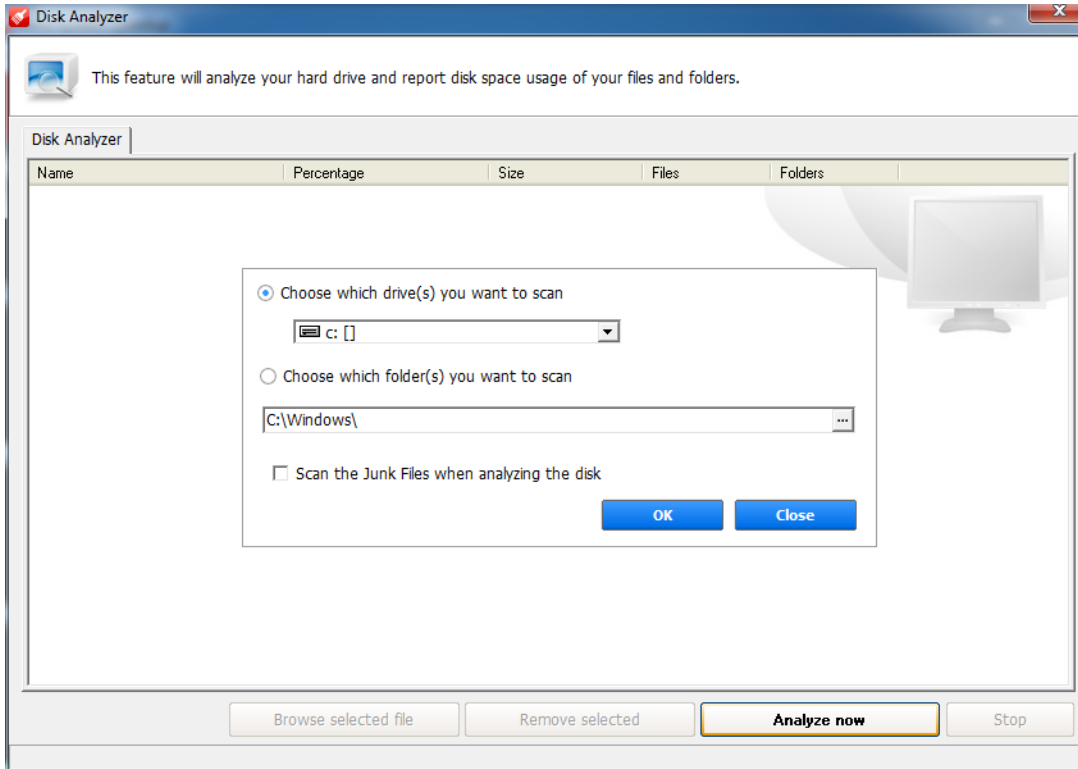 Disk Analyzer
This feature will analyze your hard drive and report disk space usage of your files and folders.
Disk Analyzer
Name Percentage Size Files Folders
Choose which drive(s) you want to scan
c: []
Choose which folder(s) you want to scan
C:\Windows\
...
Scan the Junk Files when analyzing the disk
OK Close
Browse selected file Remove selected Analyze now Stop